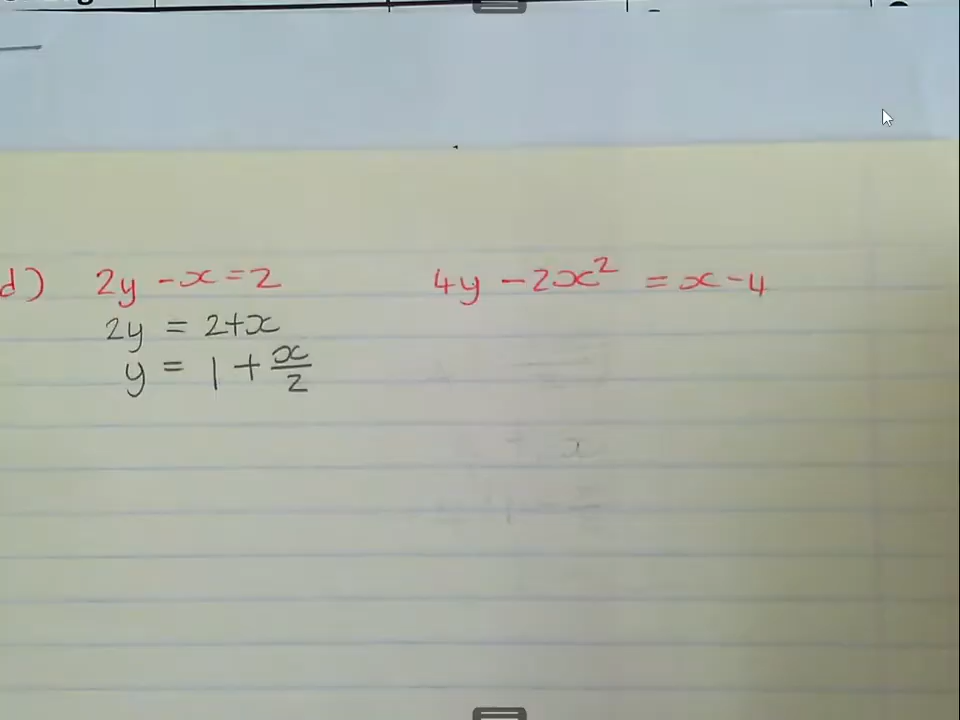 d) 2y - x = 2 4y - 2x² = x - 4
2y = 2 + x
y = 1 + x/2